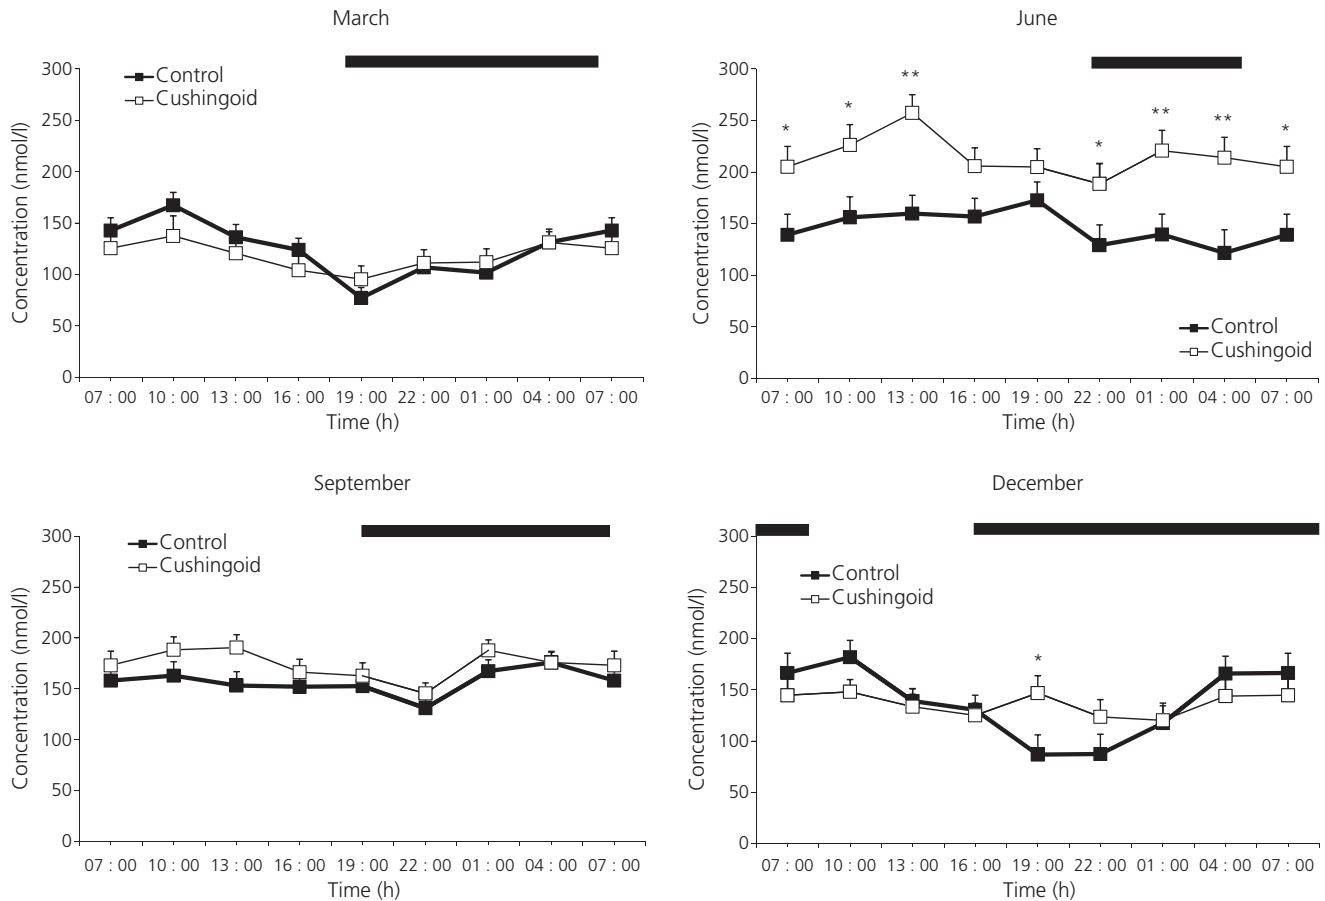 March
300
250
200
150
100
50
0
Concentration (nmol/l)
Control
Cushingoid
07 : 00 10 : 00 13 : 00 16 : 00 19 : 00 22 : 00 01 : 00 04 : 00 07 : 00
Time (h)
June
300
250
200
150
100
50
0
Concentration (nmol/l)
* * ** * ** ** *
Control
Cushingoid
07 : 00 10 : 00 13 : 00 16 : 00 19 : 00 22 : 00 01 : 00 04 : 00 07 : 00
Time (h)
September
300
250
200
150
100
50
0
Concentration (nmol/l)
Control
Cushingoid
07 : 00 10 : 00 13 : 00 16 : 00 19 : 00 22 : 00 01 : 00 04 : 00 07 : 00
Time (h)
December
300
250
200
150
100
50
0
Concentration (nmol/l)
Control
Cushingoid
*
07 : 00 10 : 00 13 : 00 16 : 00 19 : 00 22 : 00 01 : 00 04 : 00 07 : 00
Time (h)